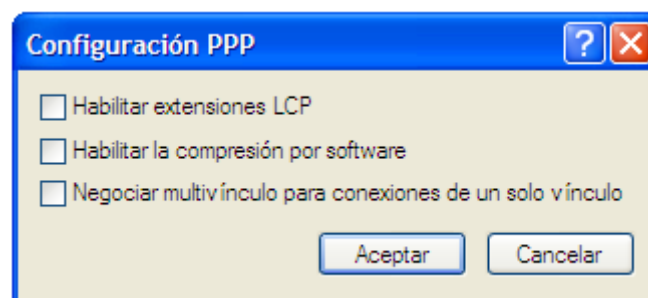 Configuración PPP
?
Habilitar extensiones LCP
Habilitar la compresión por software
Negociar multivínculo para conexiones de un solo vínculo
Aceptar Cancelar